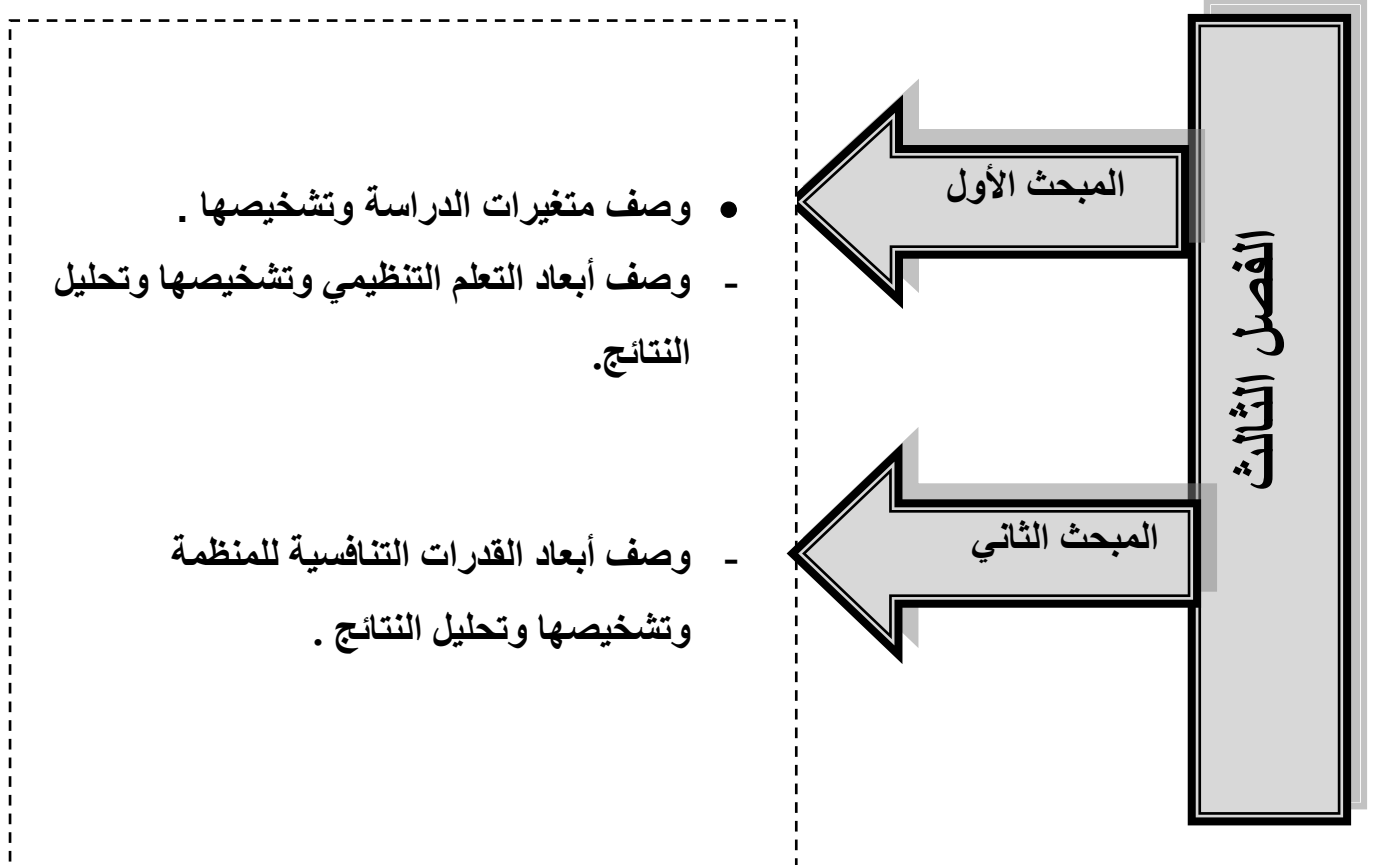 الفصل الثالث
المبحث الأول
• وصف متغيرات الدراسة وتشخيصها .
- وصف أبعاد التعلم التنظيمي وتشخيصها وتحليل
النتائج.
المبحث الثاني
- وصف أبعاد القدرات التنافسية للمنظمة
وتشخيصها وتحليل النتائج .